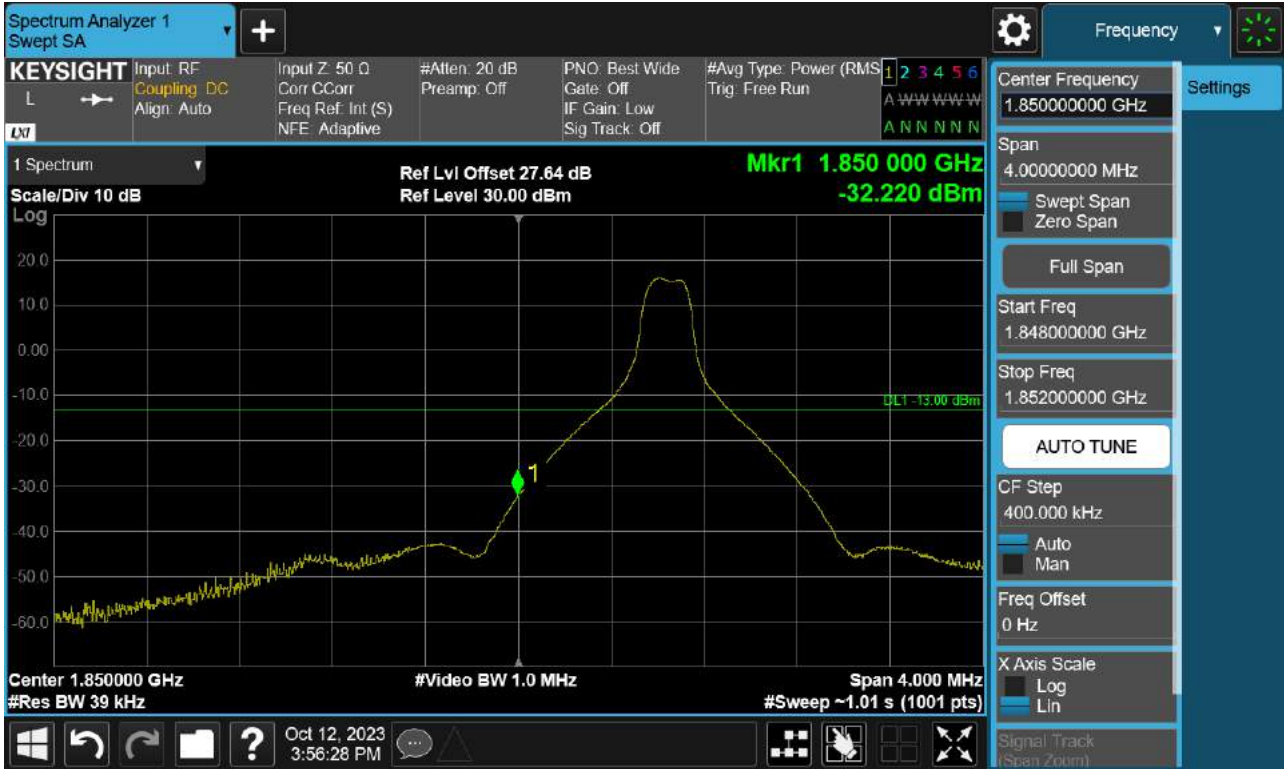 Spectrum Analyzer 1
Swept SA
+
Frequency
KEYSIGHT
L
LXI
Input: RF
Coupling: DC
Align: Auto
Input Z: 50 Ω
Corr CCorr
Freq Ref: Int (S)
NFE: Adaptive
#Atten: 20 dB
Preamp: Off
PNO: Best Wide
Gate: Off
IF Gain: Low
Sig Track: Off
#Avg Type: Power (RMS
Trig: Free Run
1 2 3 4 5 6
A W W W W W
A N N N N N
Center Frequency
1.850000000 GHz
Settings
Span
4.00000000 MHz
Swept Span
Zero Span
Full Span
Start Freq
1.848000000 GHz
Stop Freq
1.852000000 GHz
AUTO TUNE
CF Step
400.000 kHz
Auto
Man
Freq Offset
0 Hz
X Axis Scale
Log
Lin
Signal Track
(Span Zoom)
1 Spectrum
Scale/Div 10 dB
Log
Ref Lvl Offset 27.64 dB
Ref Level 30.00 dBm
Mkr1 1.850 000 GHz
-32.220 dBm
20.0
10.0
0.00
-10.0
DL1 -13.00 dBm
-20.0
1
-30.0
-40.0
-50.0
-60.0
Center 1.850000 GHz
#Video BW 1.0 MHz
Span 4.000 MHz
#Res BW 39 kHz
#Sweep ~1.01 s (1001 pts)
?
Oct 12, 2023
3:56:28 PM